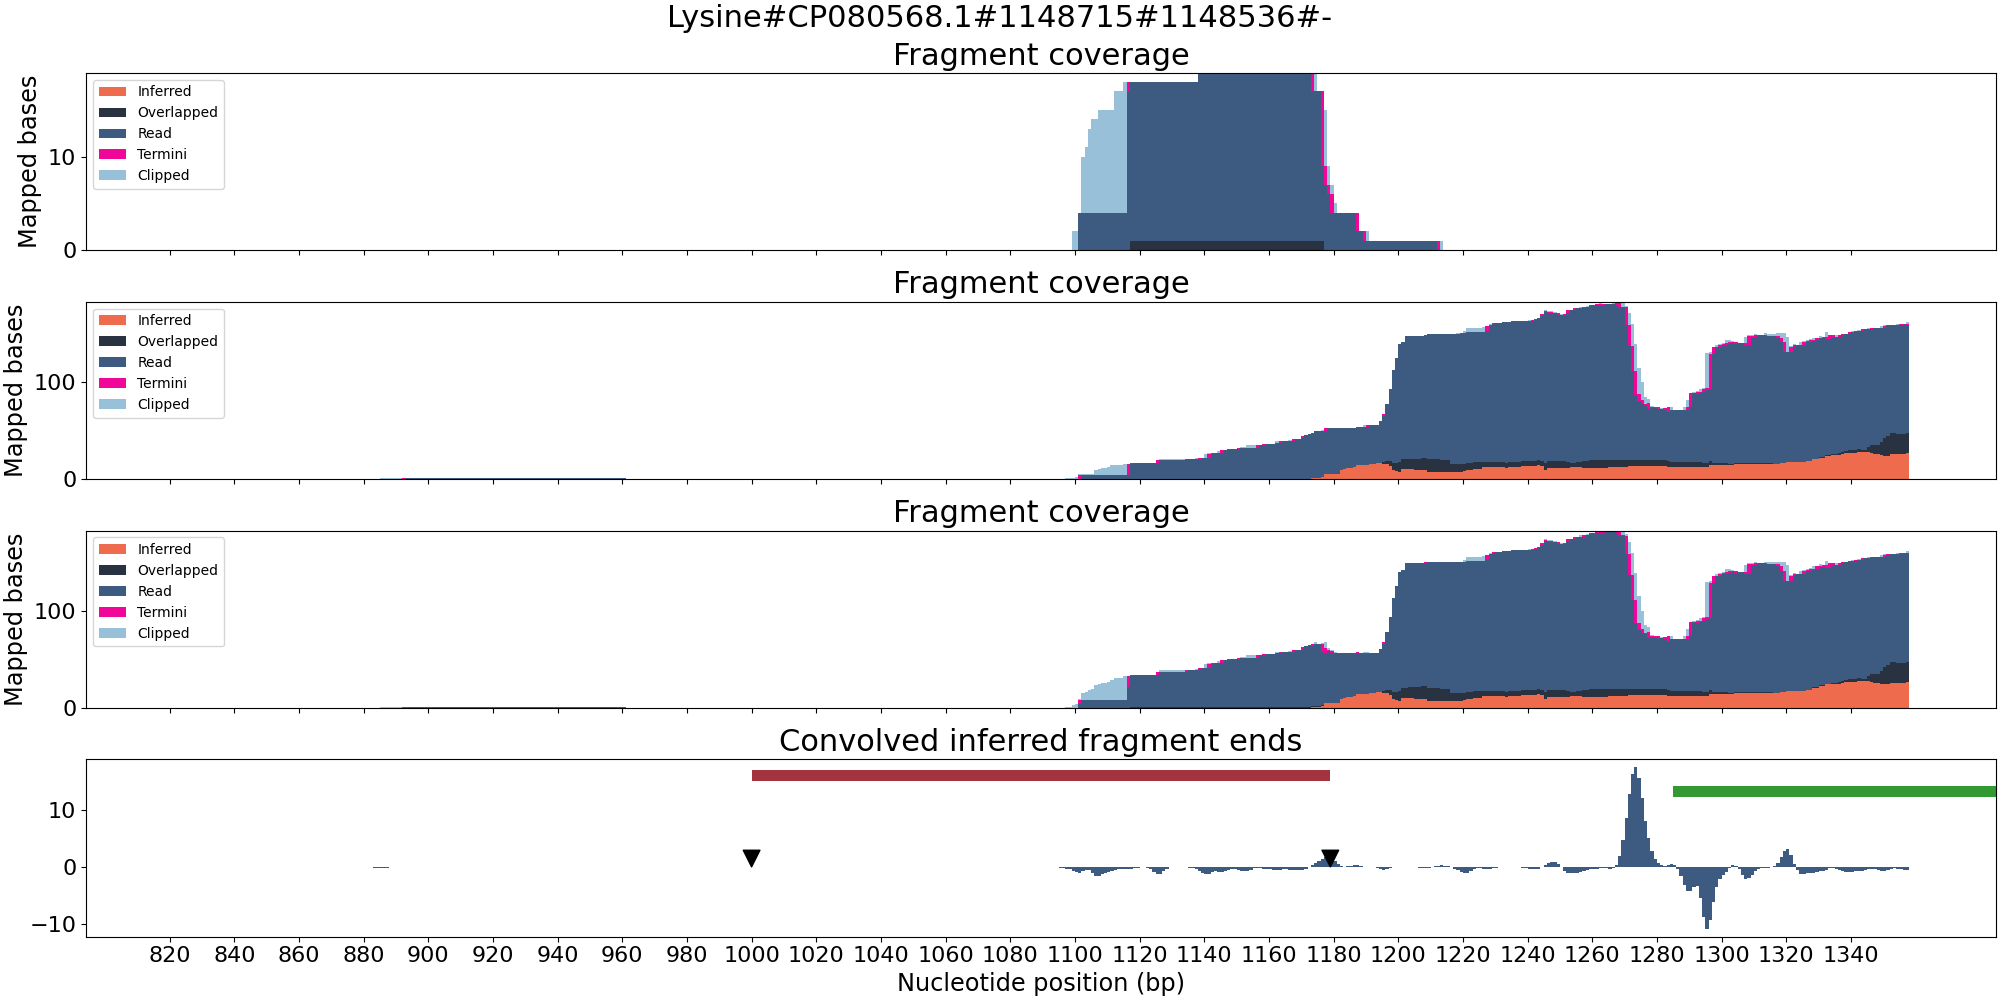 Lysine#CP080568.1#1148715#1148536#-
Fragment coverage
Mapped bases
10
0
Inferred
Overlapped
Read
Termini
Clipped
Fragment coverage
Mapped bases
100
0
Inferred
Overlapped
Read
Termini
Clipped
Fragment coverage
Mapped bases
100
0
Inferred
Overlapped
Read
Termini
Clipped
Convolved inferred fragment ends
10
0
−10
820 840 860 880 900 920 940 960 980 1000 1020 1040 1060 1080 1100 1120 1140 1160 1180 1200 1220 1240 1260 1280 1300 1320 1340
Nucleotide position (bp)